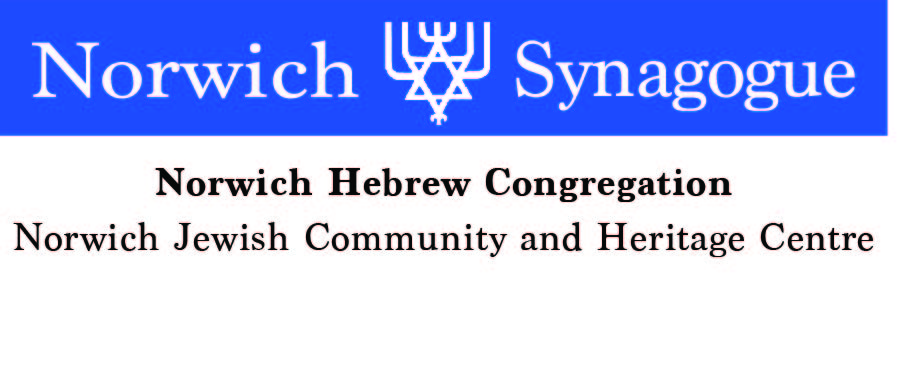 Norwich Synagogue
Norwich Hebrew Congregation
Norwich Jewish Community and Heritage Centre